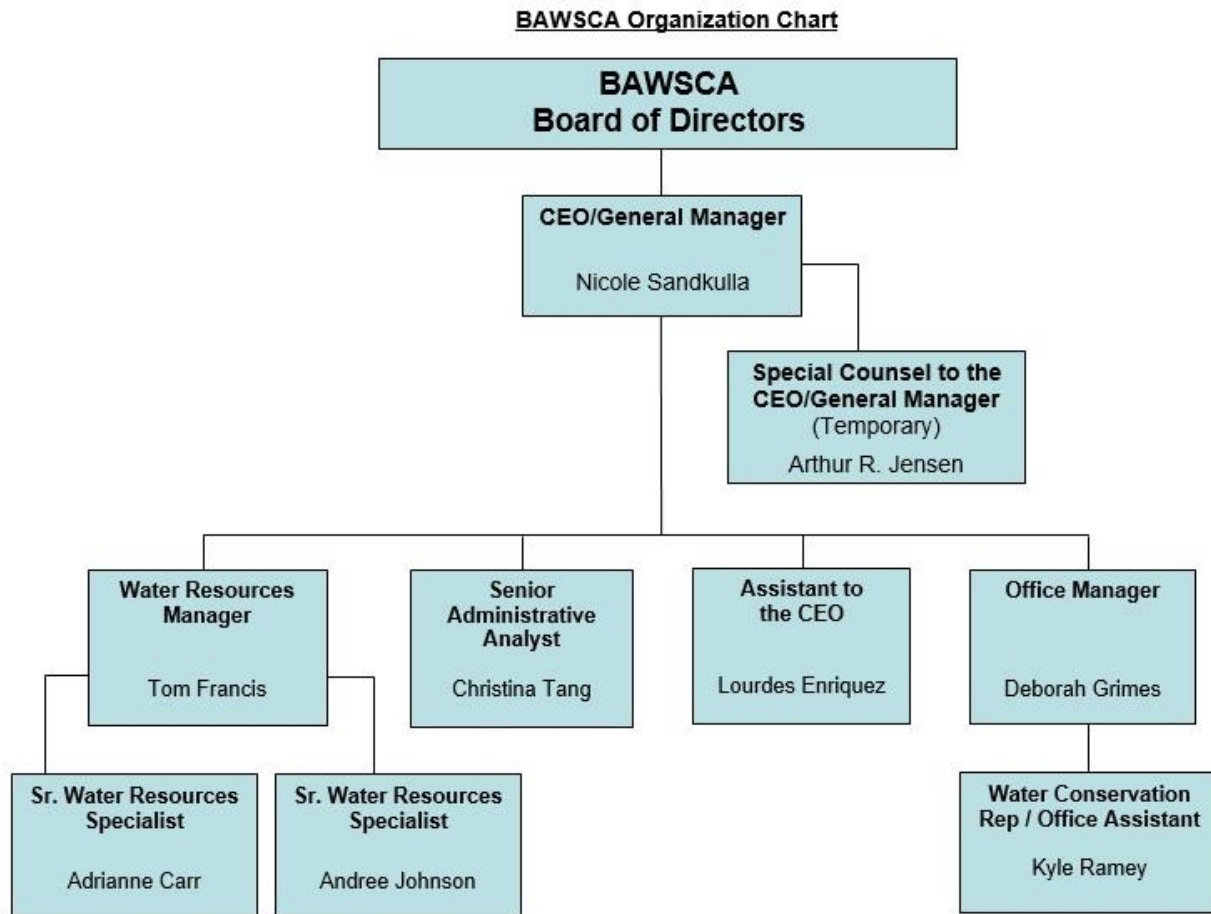 BAWSCA Organization Chart
BAWSCA
Board of Directors
CEO/General Manager
Nicole Sandkulla
Special Counsel to the
CEO/General Manager
(Temporary)
Arthur R. Jensen
Water Resources
Manager
Tom Francis
Senior
Administrative
Analyst
Christina Tang
Assistant to
the CEO
Lourdes Enriquez
Office Manager
Deborah Grimes
Sr. Water Resources
Specialist
Adrianne Carr
Sr. Water Resources
Specialist
Andree Johnson
Water Conservation
Rep / Office Assistant
Kyle Ramey